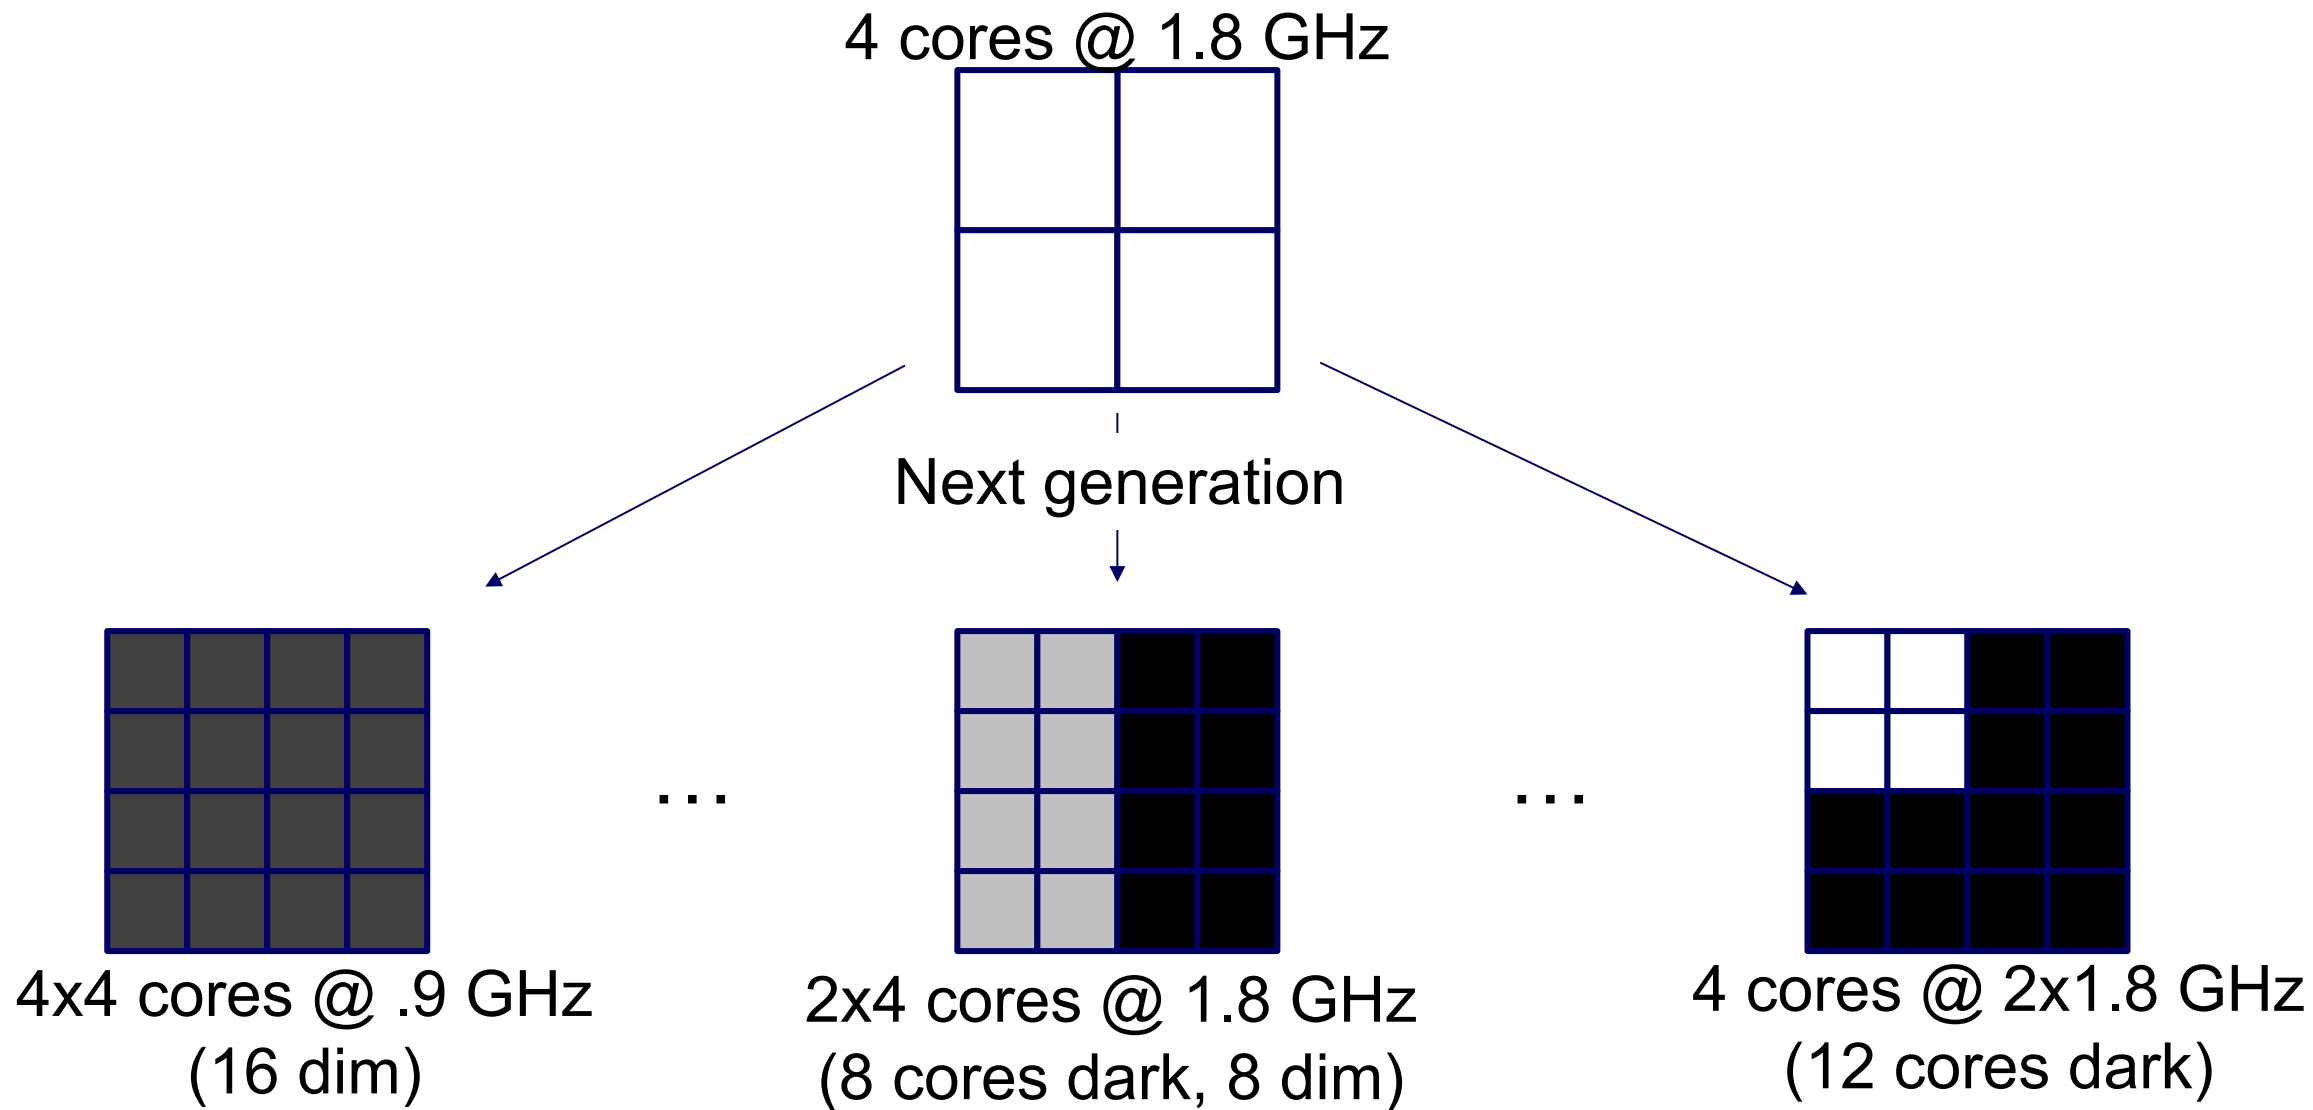 4 cores @ 1.8 GHz
Next generation
…
…
4x4 cores @ .9 GHz
(16 dim)
2x4 cores @ 1.8 GHz
(8 cores dark, 8 dim)
4 cores @ 2x1.8 GHz
(12 cores dark)